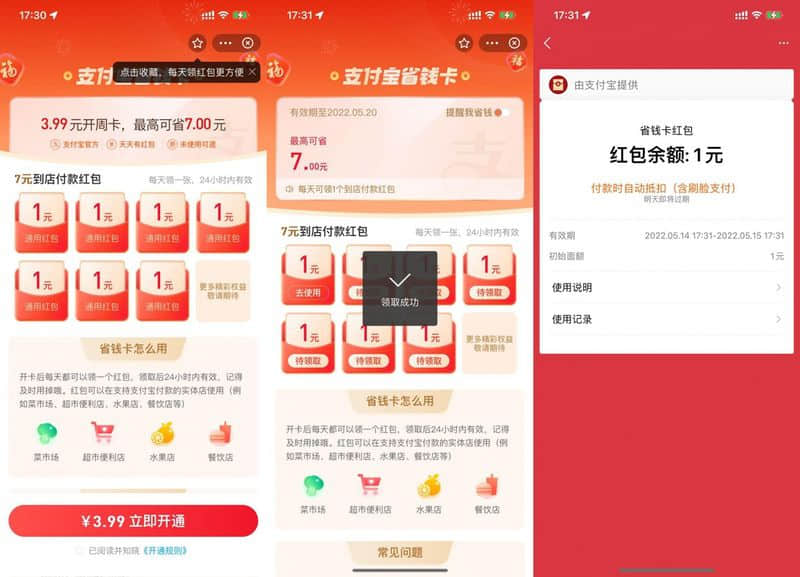 17:30
点击收藏，每天领红包更方便 ×
福
支付宝省钱卡
3.99元开周卡，最高可省7.00元
支付宝官方 天天有红包 未使用可退
7元到店付款红包 每天领一张，24小时内有效
1元 1元 1元 1元
通用红包 通用红包 通用红包 通用红包
1元 1元 1元 更多精彩权益
敬请期待
通用红包 通用红包 通用红包
省钱卡怎么用
开卡后每天都可以领一个红包，领取后24小时内有效，记得
及时用掉哦。红包可以在支持支付宝付款的实体店使用（例
如菜市场、超市便利店、水果店、餐饮店等）
菜市场 超市便利店 水果店 餐饮店
￥3.99 立即开通
已阅读并知晓《开通规则》
17:31
福
支付宝省钱卡
有效期至2022.05.20 提醒我省钱
最高可省
7.00元
支
每天可领1个到店付款红包
7元到店付款红包 每天领一张，24小时内有效
1元 1元 1元 1元
去使用 待领取
领取成功
1元 1元 1元 更多精彩权益
敬请期待
待领取 待领取 待领取
省钱卡怎么用
开卡后每天都可以领一个红包，领取后24小时内有效，记得
及时用掉哦。红包可以在支持支付宝付款的实体店使用（例
如菜市场、超市便利店、水果店、餐饮店等）
菜市场 超市便利店 水果店 餐饮店
常见问题
17:31
由支付宝提供
省钱卡红包
红包余额:1元
付款时自动抵扣（含刷脸支付）
明天即将过期
有效期 2022.05.14 17:31-2022.05.15 17:31
初始面额 1元
使用说明
使用记录